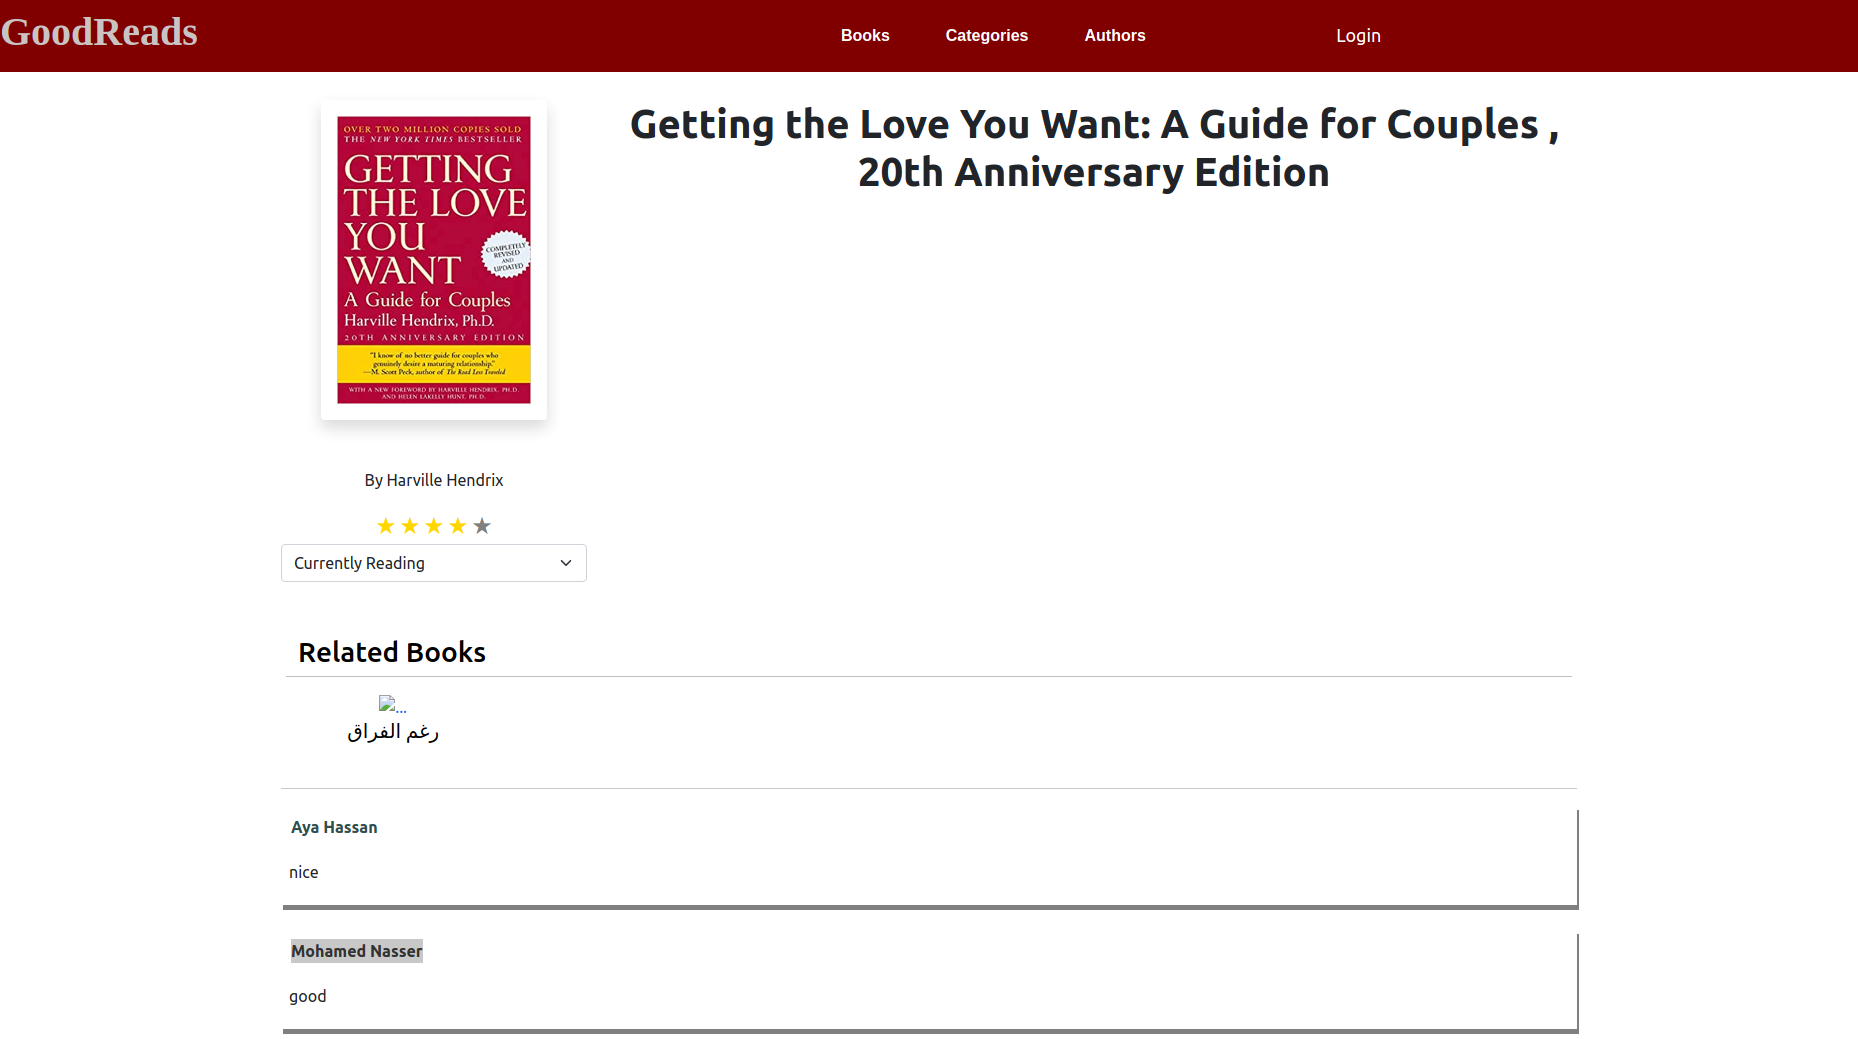 GoodReads
Books Categories Authors Login
OVER TWO MILLION COPIES SOLD
THE NEW YORK TIMES BESTSELLER
GETTING
THE LOVE
YOU
WANT
COMPLETELY
REVISED
AND
UPDATED
A Guide for Couples
Harville Hendrix, Ph.D.
20TH ANNIVERSARY EDITION
"I know of no better guide for couples who
genuinely desire a maturing relationship."
—M. Scott Peck, author of The Road Less Traveled
WITH A NEW FOREWORD BY HARVILLE HENDRIX, PH.D.
AND HELEN LAKELLY HUNT, PH.D.
Getting the Love You Want: A Guide for Couples ,
20th Anniversary Edition
By Harville Hendrix
Currently Reading
Related Books
...
رغم الفراق
Aya Hassan
nice
Mohamed Nasser
good